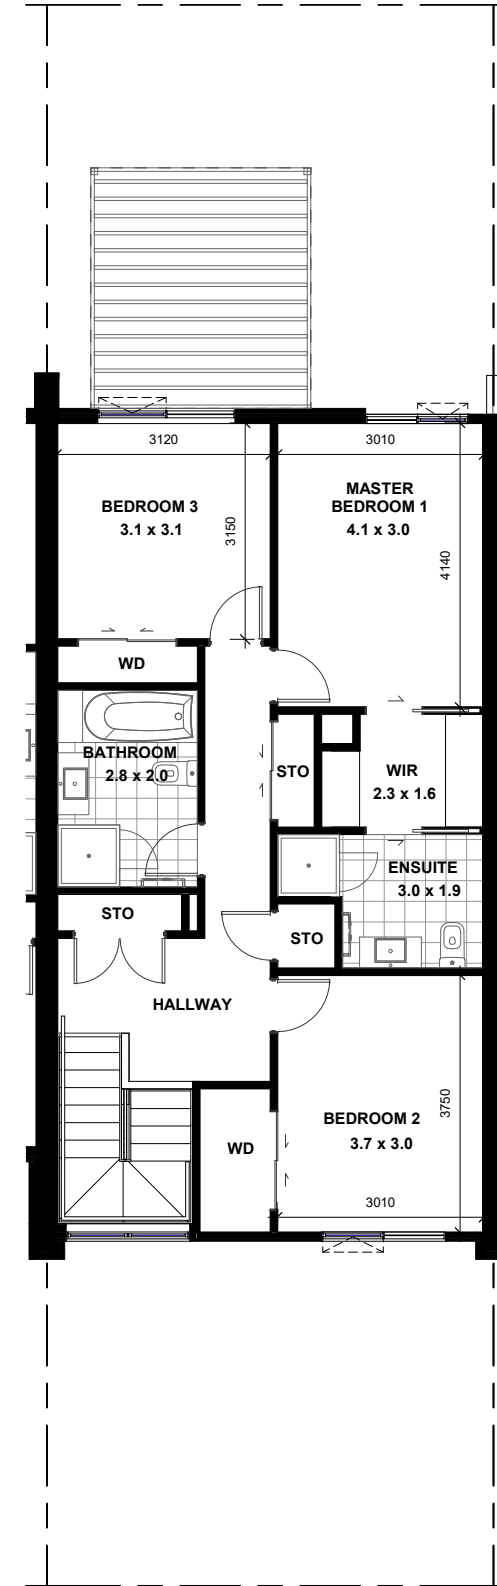 3120
3010
BEDROOM 3
3.1 x 3.1
3150
MASTER
BEDROOM 1
4.1 x 3.0
4140
WD
BATHROOM
2.8 x 2.0
STO
WIR
2.3 x 1.6
ENSUITE
3.0 x 1.9
STO
STO
HALLWAY
BEDROOM 2
3.7 x 3.0
3750
WD
3010